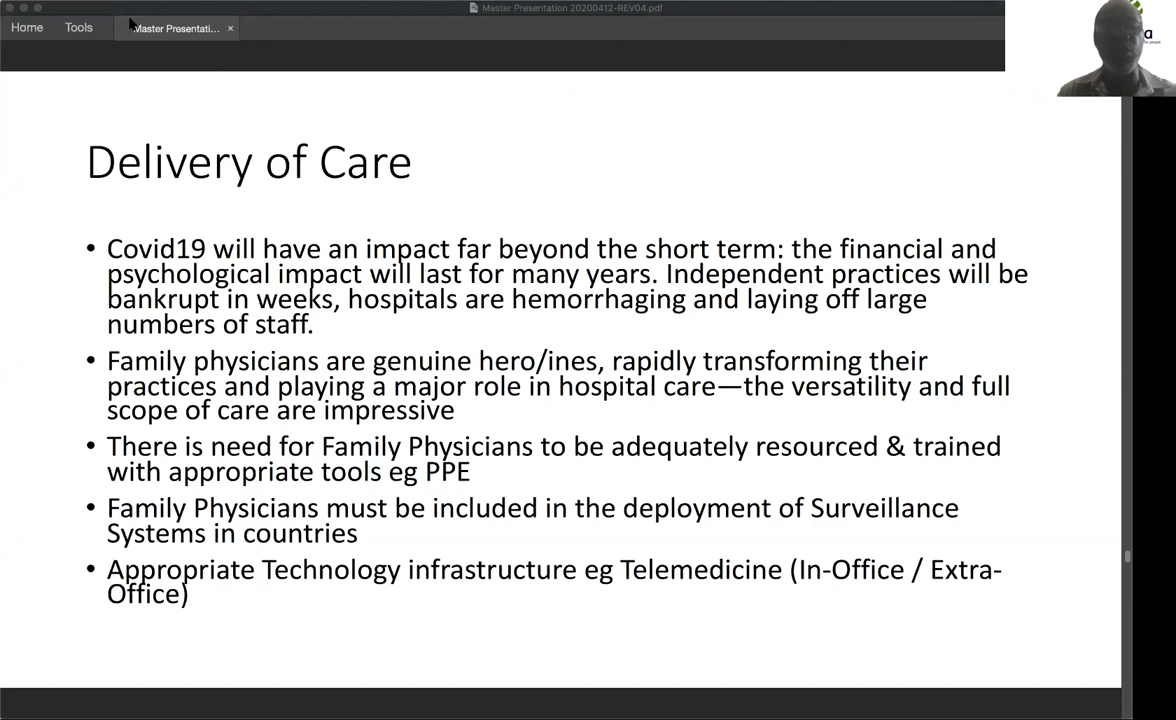 Master Presentation 20200412-REV04.pdf
Home Tools Master Presentati... ×
a
Delivery of Care
• Covid19 will have an impact far beyond the short term: the financial and
psychological impact will last for many years. Independent practices will be
bankrupt in weeks, hospitals are hemorrhaging and laying off large
numbers of staff.
• Family physicians are genuine hero/ines, rapidly transforming their
practices and playing a major role in hospital care—the versatility and full
scope of care are impressive
• There is need for Family Physicians to be adequately resourced & trained
with appropriate tools eg PPE
• Family Physicians must be included in the deployment of Surveillance
Systems in countries
• Appropriate Technology infrastructure eg Telemedicine (In-Office / Extra-
Office)